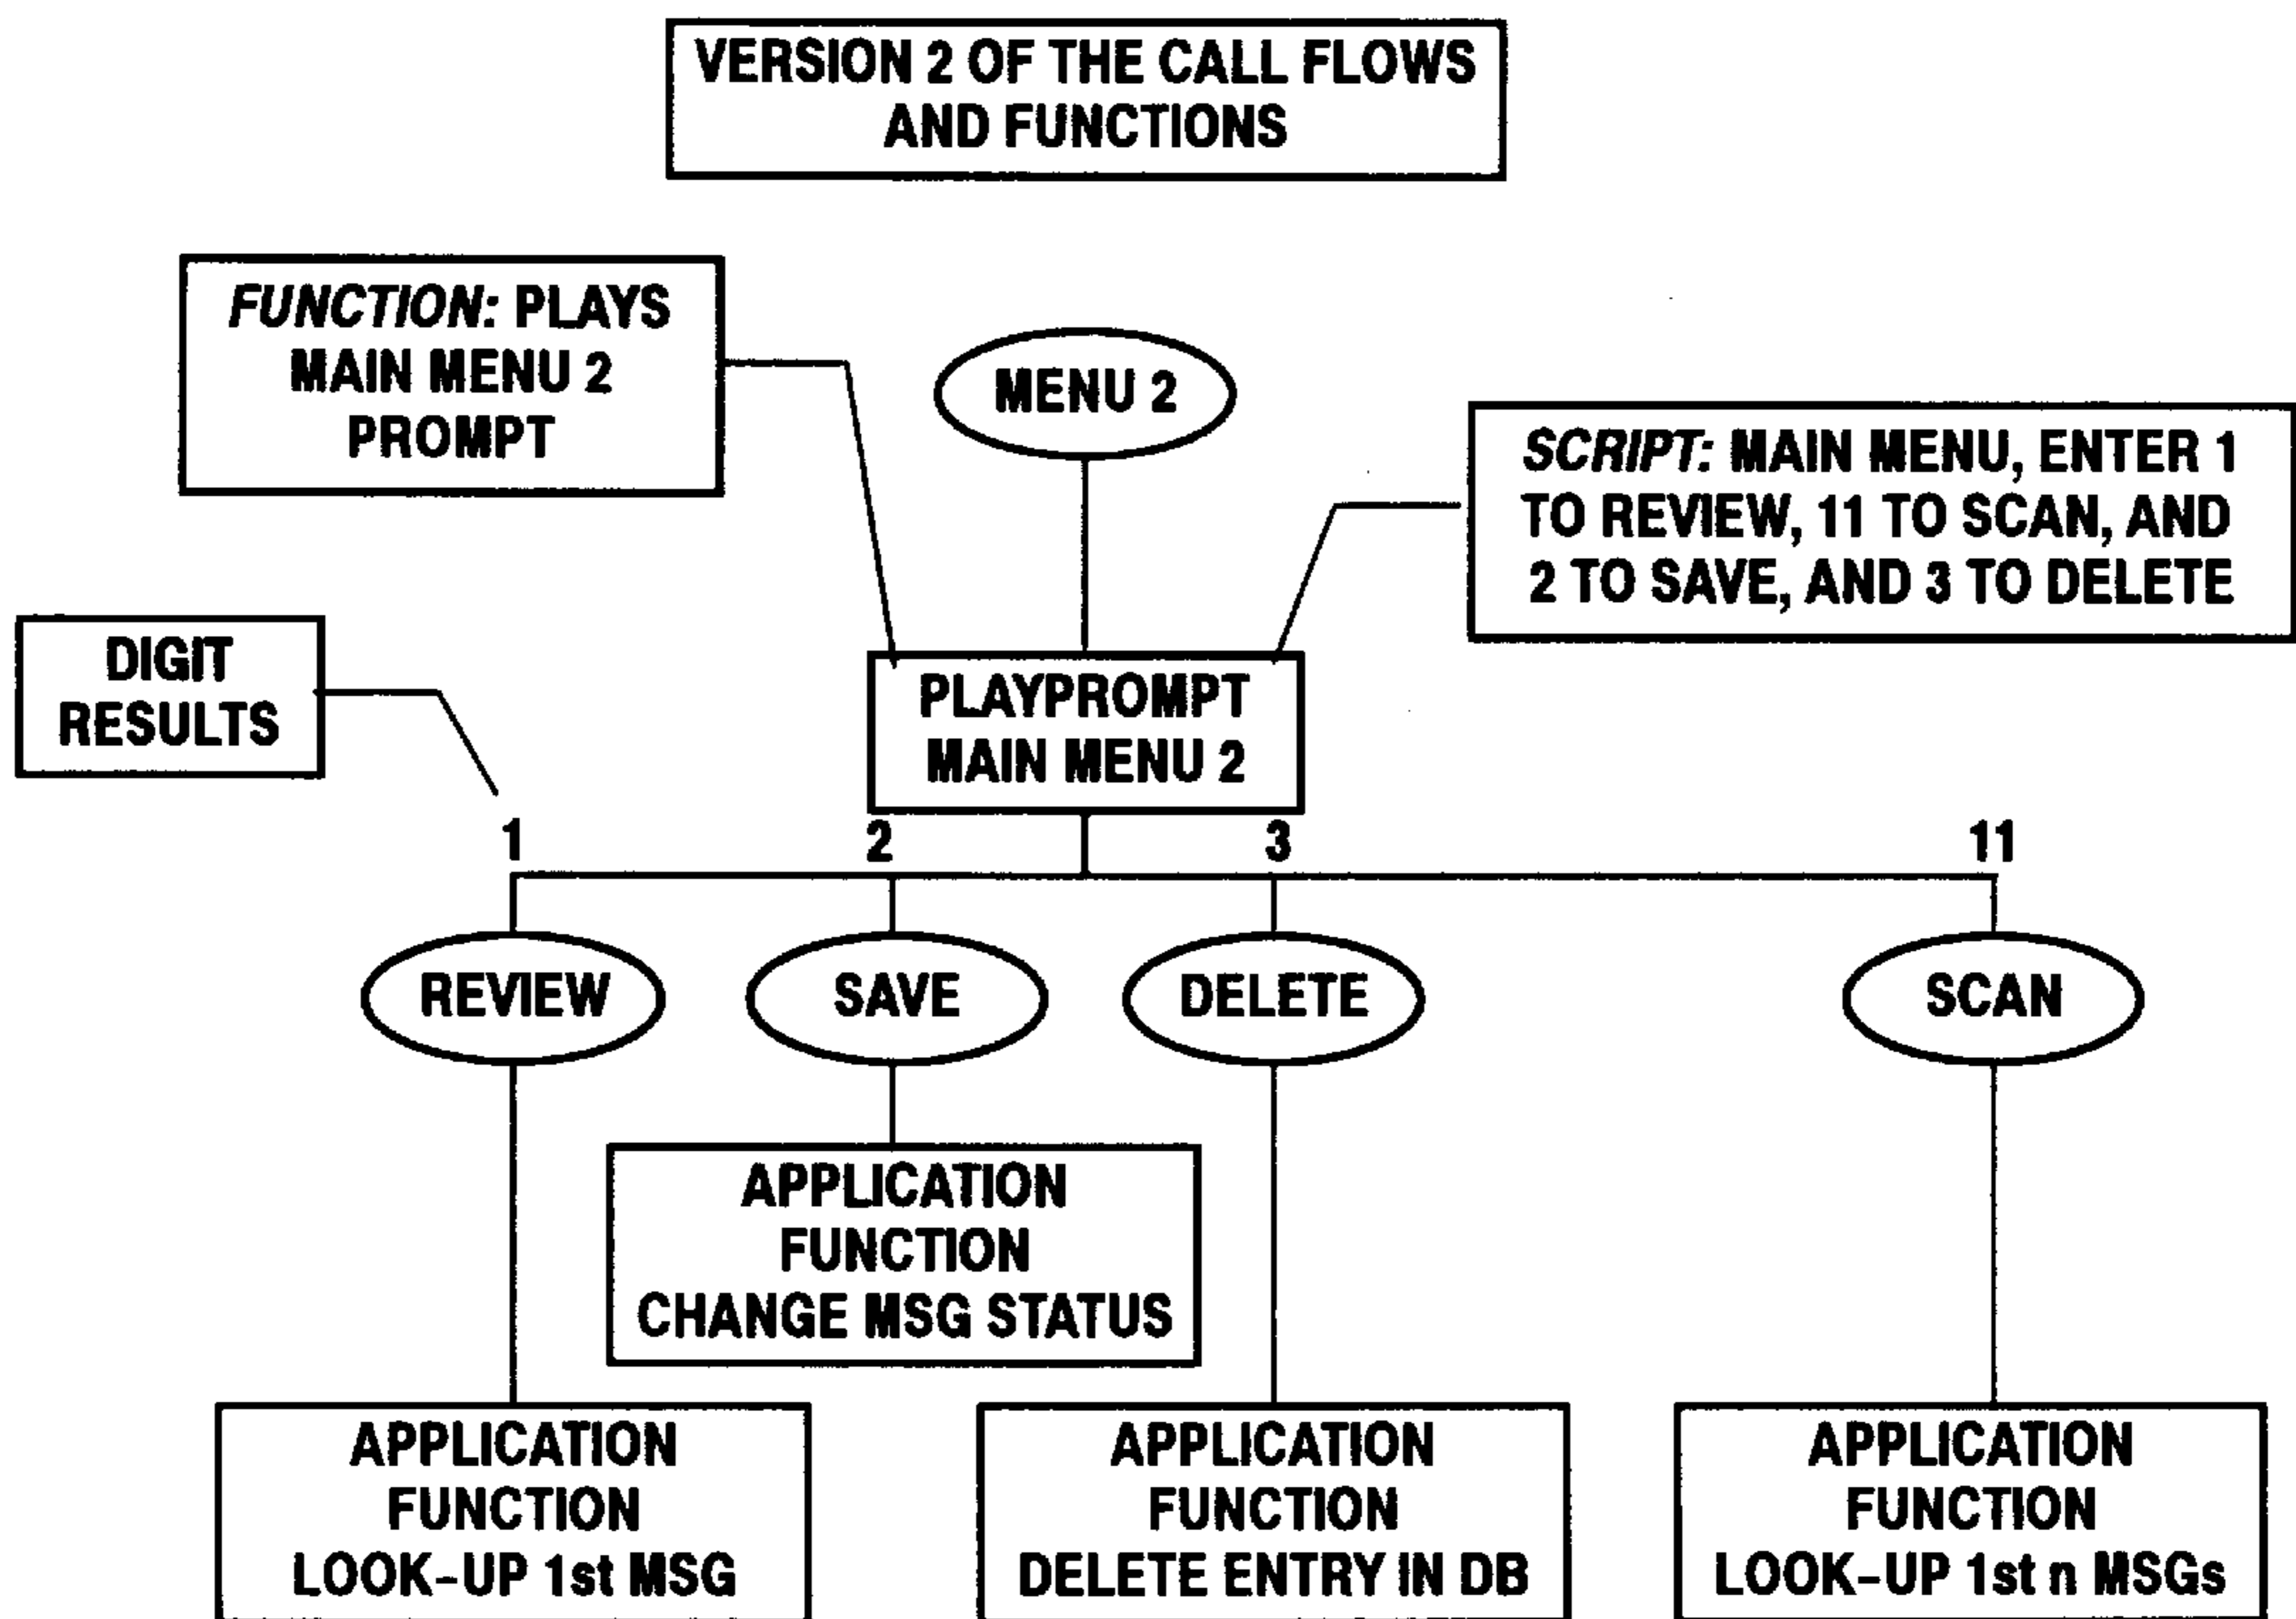 VERSION 2 OF THE CALL FLOWS
AND FUNCTIONS
FUNCTION: PLAYS
MAIN MENU 2
PROMPT
MENU 2
SCRIPT: MAIN MENU, ENTER 1
TO REVIEW, 11 TO SCAN, AND
2 TO SAVE, AND 3 TO DELETE
DIGIT
RESULTS
PLAYPROMPT
MAIN MENU 2
1
2
3
11
REVIEW
SAVE
DELETE
SCAN
APPLICATION
FUNCTION
CHANGE MSG STATUS
APPLICATION
FUNCTION
LOOK-UP 1st MSG
APPLICATION
FUNCTION
DELETE ENTRY IN DB
APPLICATION
FUNCTION
LOOK-UP 1st n MSGs